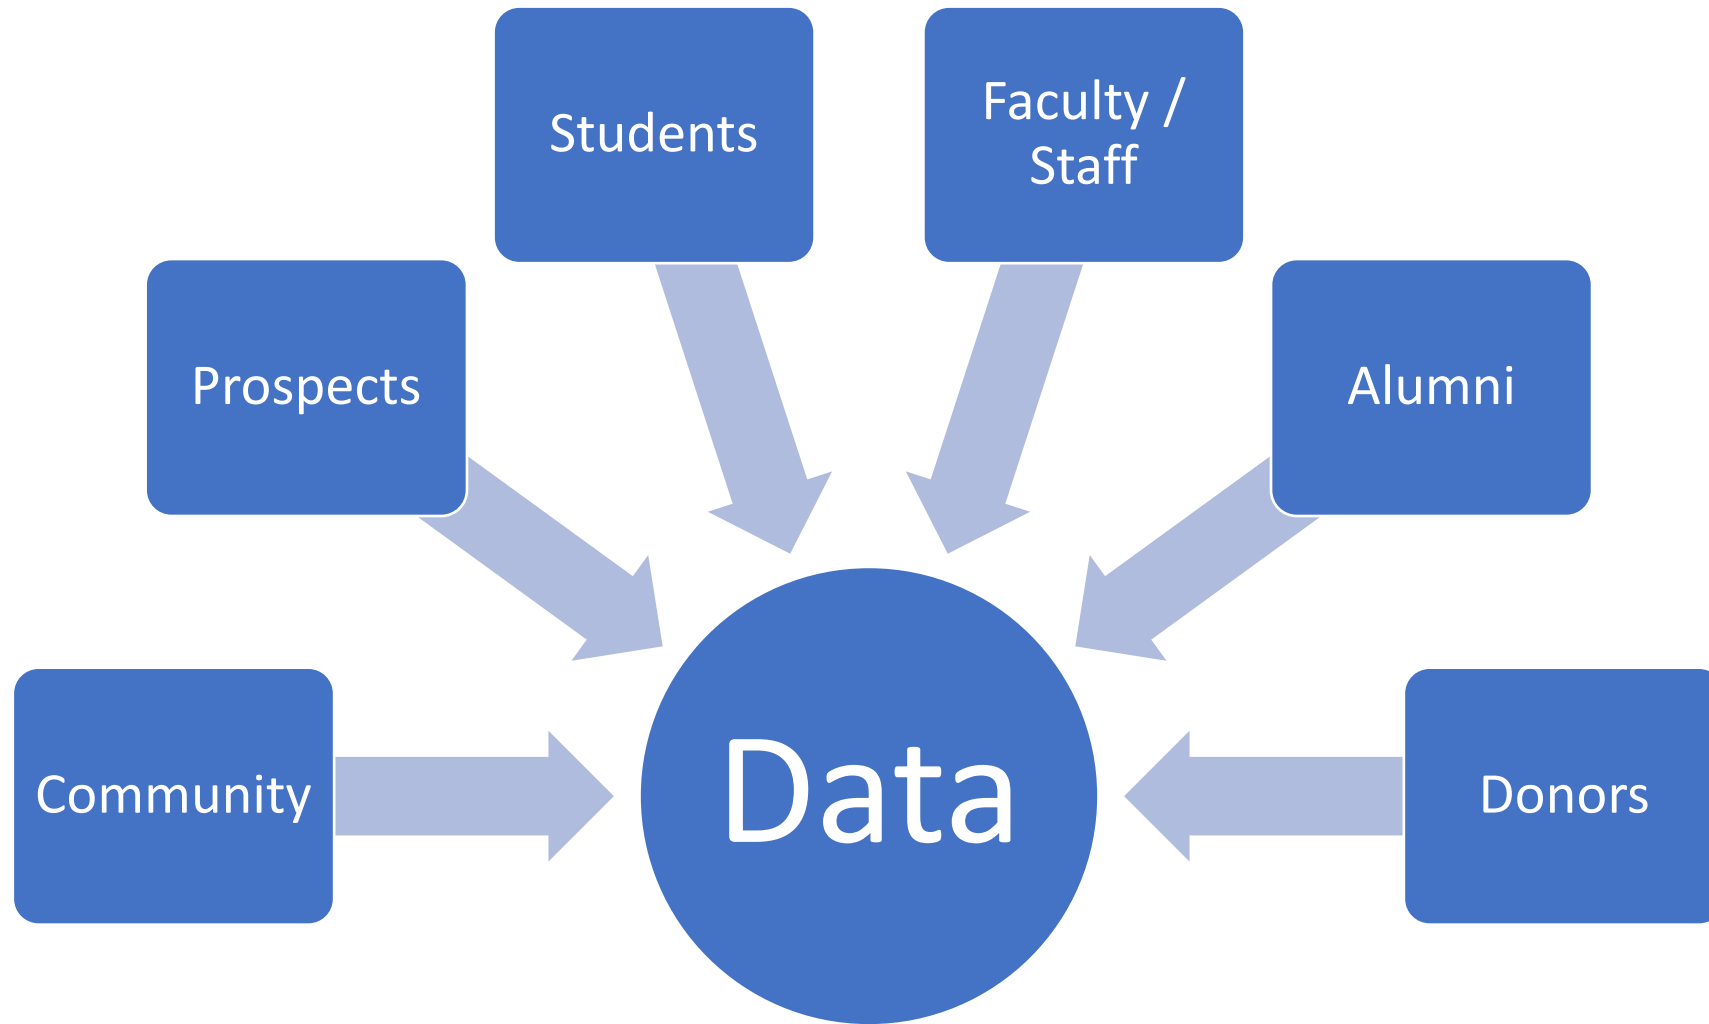 Students
Faculty /
Staff
Prospects
Alumni
Community
Data
Donors